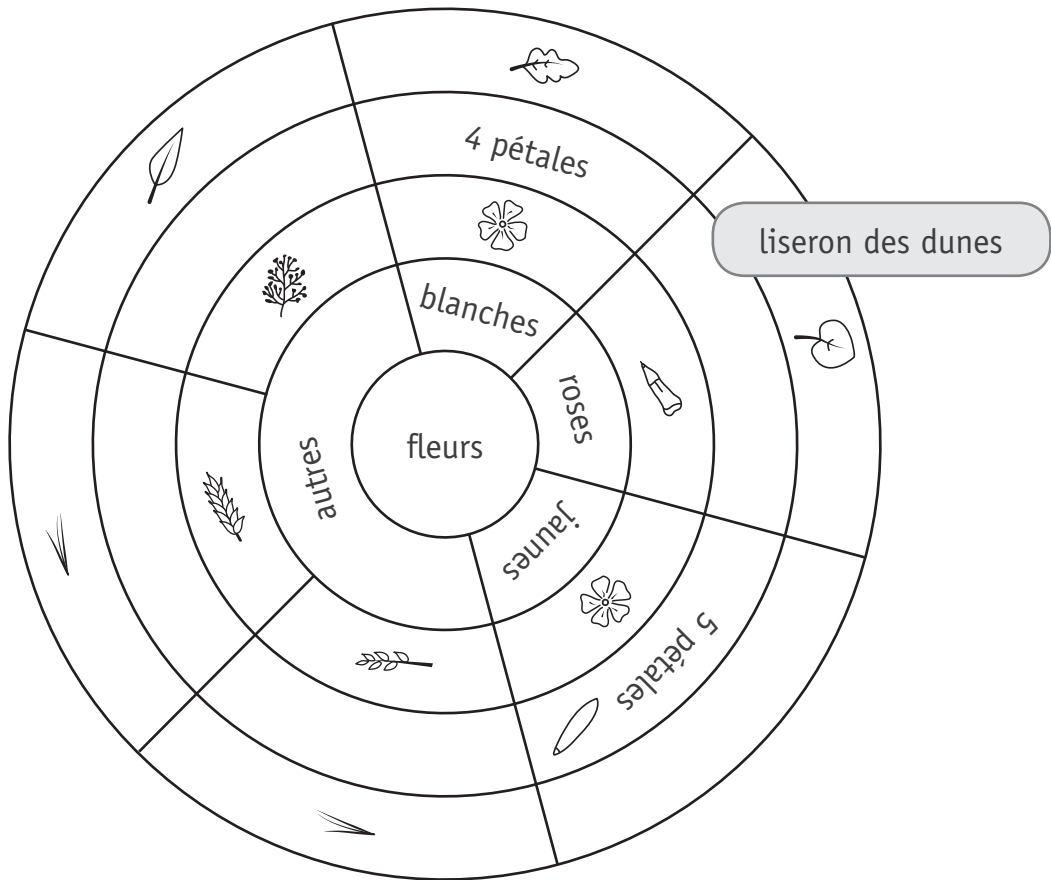 4 pétales
blanches
liseron des dunes
roses
fleurs
autres
jaunes
5 pétales